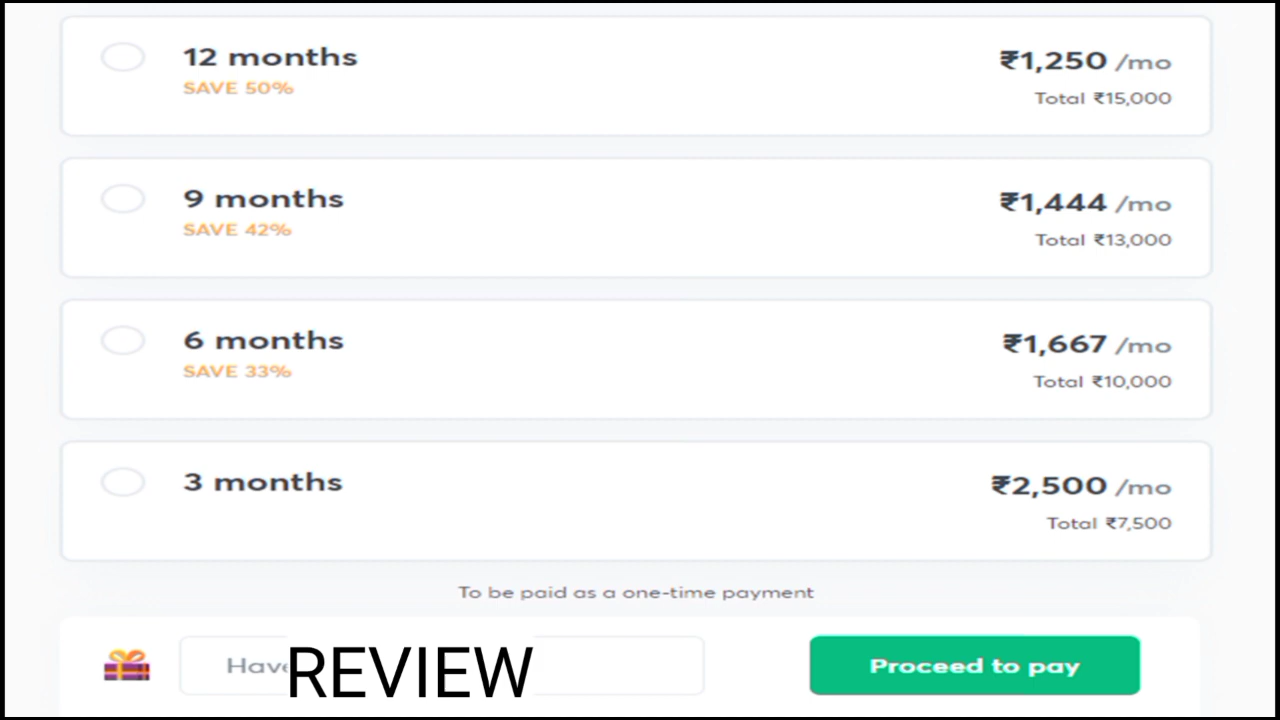 12 months
SAVE 50%
₹1,250 /mo
Total ₹15,000
9 months
SAVE 42%
₹1,444 /mo
Total ₹13,000
6 months
SAVE 33%
₹1,667 /mo
Total ₹10,000
3 months
₹2,500 /mo
Total ₹7,500
To be paid as a one-time payment
Have
REVIEW
Proceed to pay